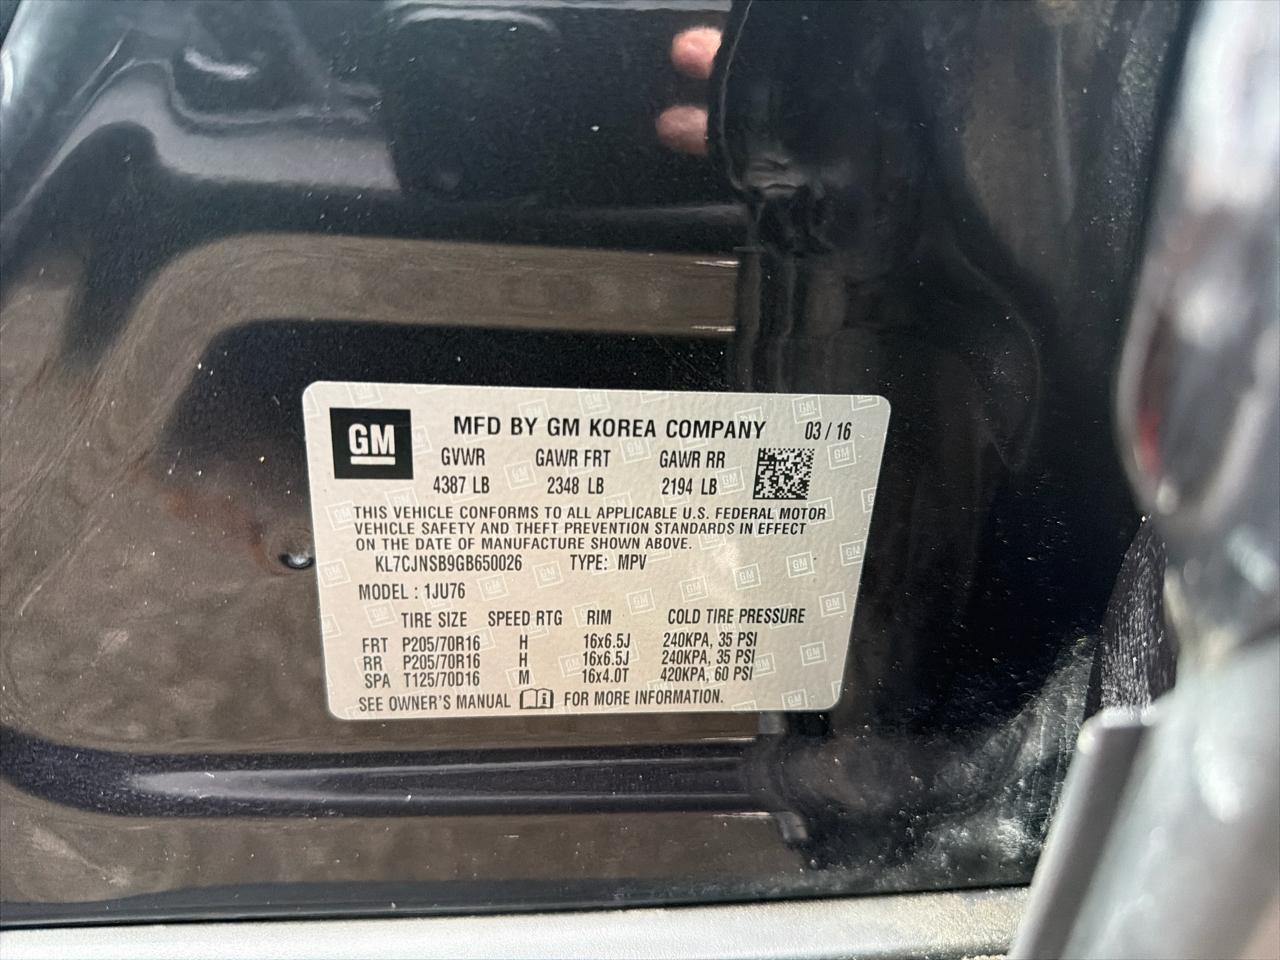 GM
MFD BY GM KOREA COMPANY 03 / 16
GVWR GAWR FRT GAWR RR
4387 LB 2348 LB 2194 LB
THIS VEHICLE CONFORMS TO ALL APPLICABLE U.S. FEDERAL MOTOR
VEHICLE SAFETY AND THEFT PREVENTION STANDARDS IN EFFECT
ON THE DATE OF MANUFACTURE SHOWN ABOVE.
KL7CJNSB9GB650026 TYPE: MPV
MODEL : 1JU76
TIRE SIZE SPEED RTG RIM COLD TIRE PRESSURE
FRT P205/70R16 H 16x6.5J 240KPA, 35 PSI
RR P205/70R16 H 16x6.5J 240KPA, 35 PSI
SPA T125/70D16 M 16x4.0T 420KPA, 60 PSI
SEE OWNER'S MANUAL FOR MORE INFORMATION.